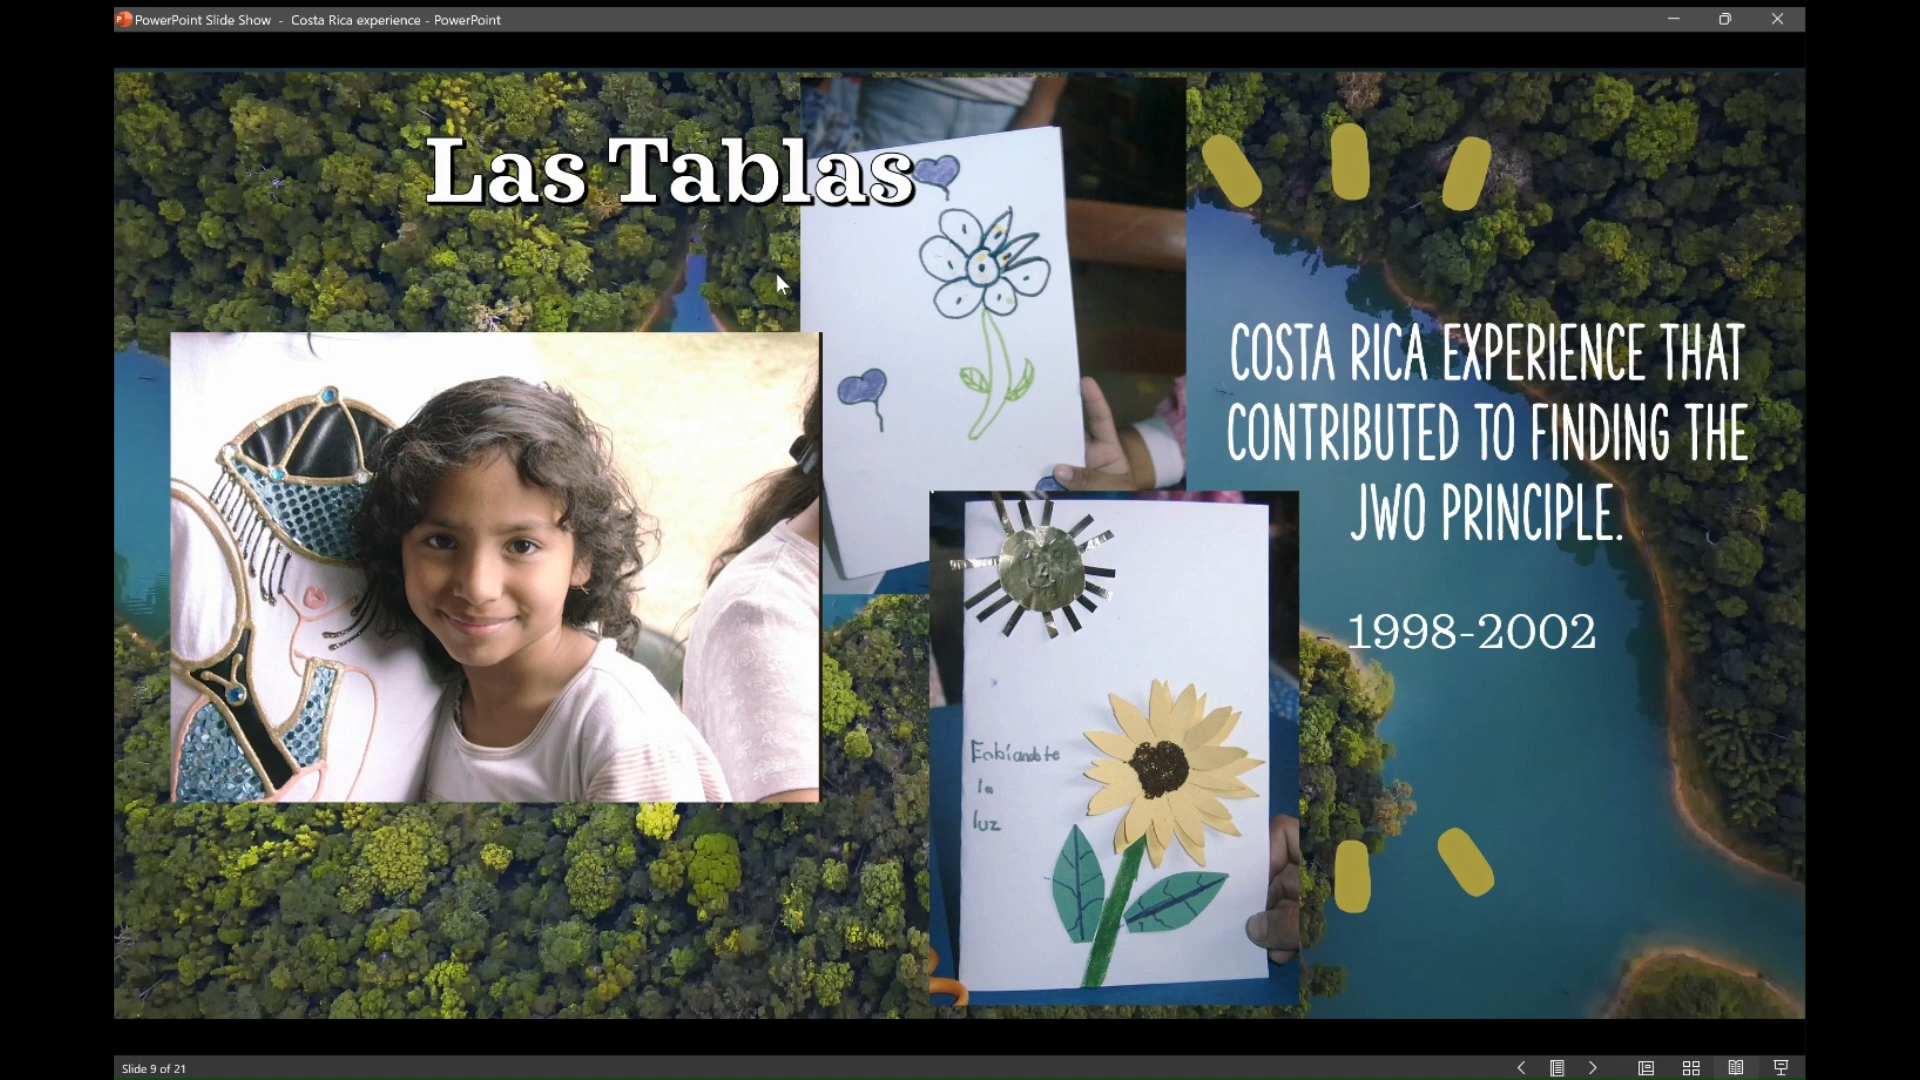 PowerPoint Slide Show - Costa Rica experience - PowerPoint
Las Tablas
COSTA RICA EXPERIENCE THAT
CONTRIBUTED TO FINDING THE
JWO PRINCIPLE.
1998-2002
Enbiandote
la
luz
Slide 9 of 21